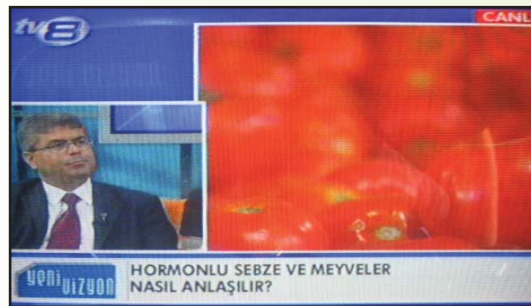 tv8
CANLI
yeni vizyon
HORMONLU SEBZE VE MEYVELER
NASIL ANLAŞILIR?